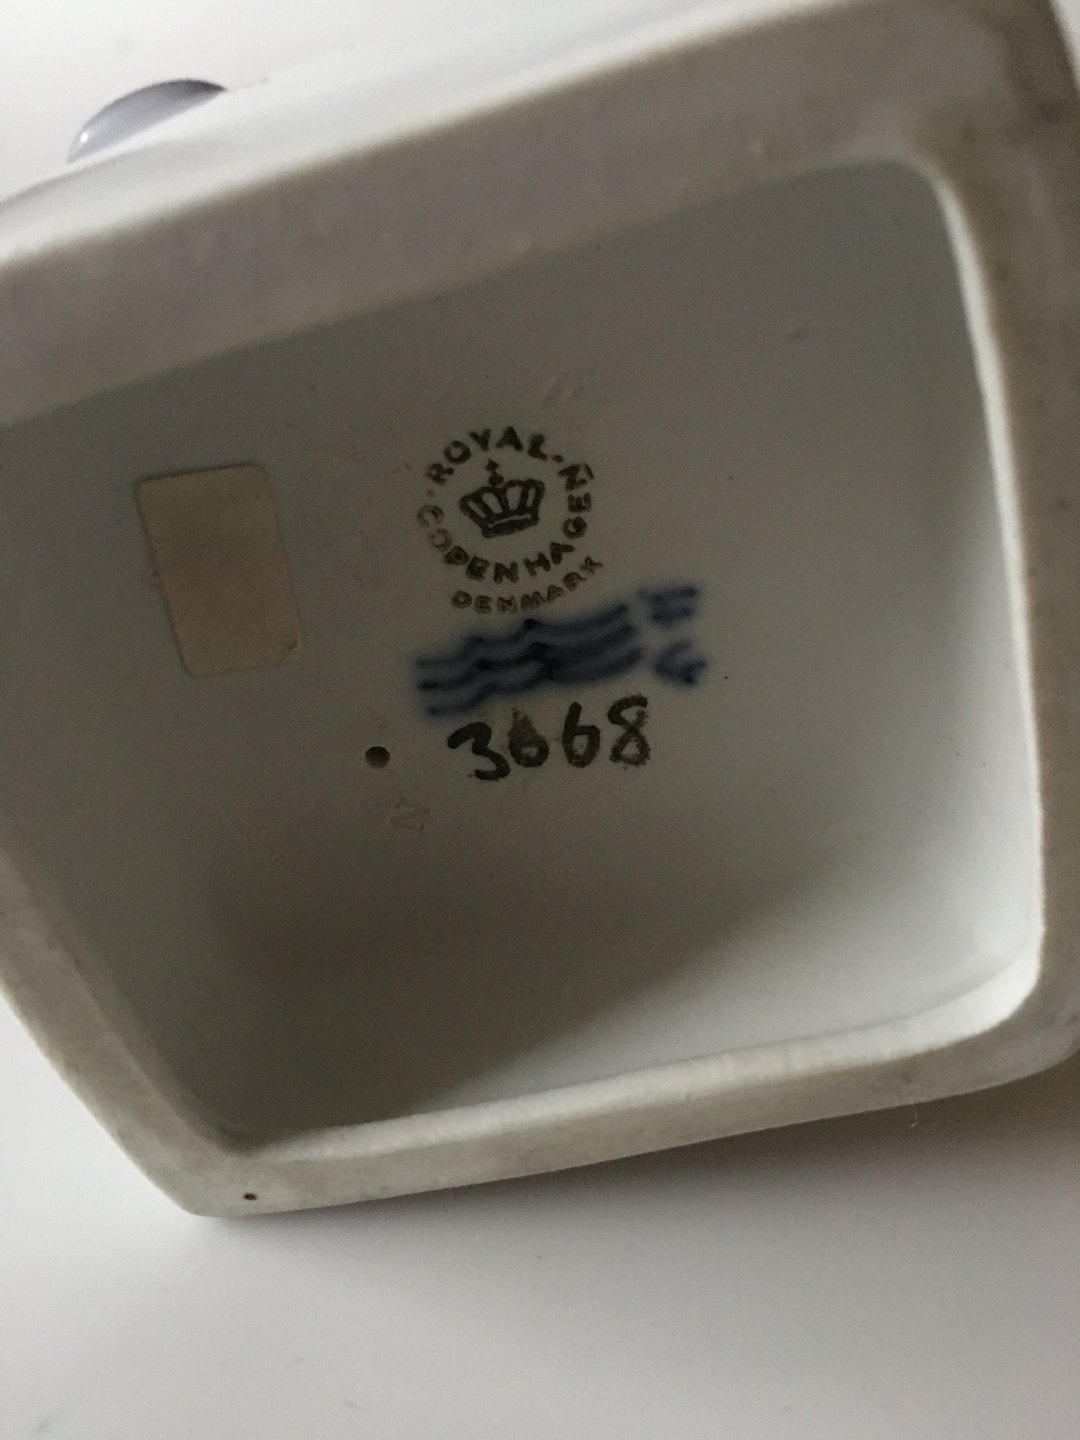 ROYAL·
COPENHAGEN
DENMARK
3668
N